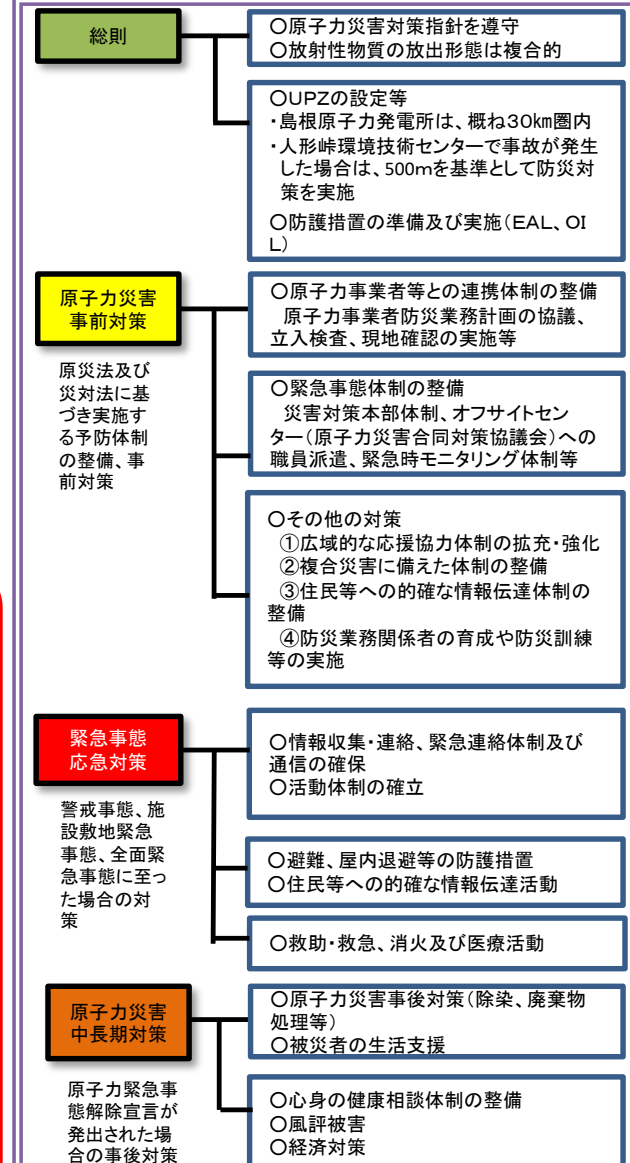 総則
〇原子力災害対策指針を遵守
〇放射性物質の放出形態は複合的
〇UPZの設定等
・島根原子力発電所は、概ね30㎞圏内
・人形峠環境技術センターで事故が発生
した場合は、500mを基準として防災対
策を実施
〇防護措置の準備及び実施(EAL、OI
L)
原子力災害
事前対策
原災法及び
災対法に基
づき実施す
る予防体制
の整備、事
前対策
〇原子力事業者等との連携体制の整備
原子力事業者防災業務計画の協議、
立入検査、現地確認の実施等
〇緊急事態体制の整備
災害対策本部体制、オフサイトセン
ター(原子力災害合同対策協議会)への
職員派遣、緊急時モニタリング体制等
〇その他の対策
①広域的な応援協力体制の拡充・強化
②複合災害に備えた体制の整備
③住民等への的確な情報伝達体制の
整備
④防災業務関係者の育成や防災訓練
等の実施
緊急事態
応急対策
警戒事態、施
設敷地緊急
事態、全面緊
急事態に至っ
た場合の対
策
〇情報収集・連絡、緊急連絡体制及び
通信の確保
〇活動体制の確立
〇避難、屋内退避等の防護措置
〇住民等への的確な情報伝達活動
〇救助・救急、消火及び医療活動
原子力災害
中長期対策
原子力緊急事
態解除宣言が
発出された場
合の事後対策
〇原子力災害事後対策(除染、廃棄物
処理等)
〇被災者の生活支援
〇心身の健康相談体制の整備
〇風評被害
〇経済対策